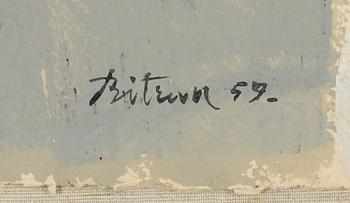 Bitran 59.